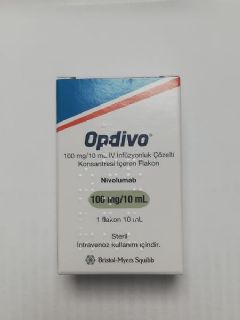 Opdivo®
100 mg/10 mL IV İnfüzyonluk Çözelti
Konsantresi İçeren Flakon
Nivolumab
100 mg/10 mL
1 flakon 10 mL
Steril
İntravenöz kullanım içindir.
Bristol-Myers Squibb